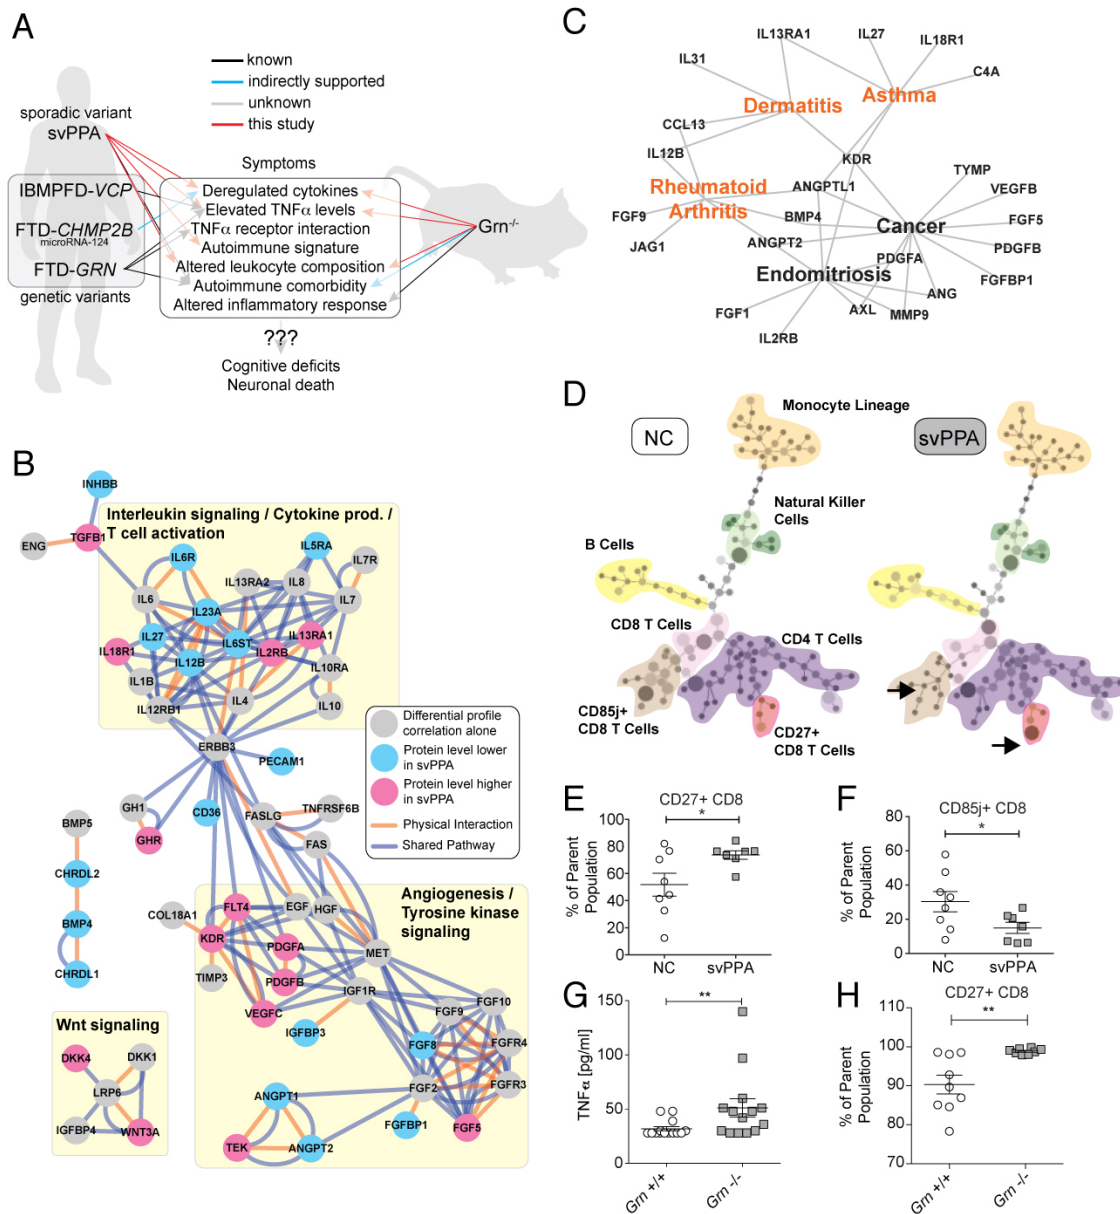 A
known
indirectly supported
unknown
this study
sporadic variant
svPPA
IBMPFD-VCP
FTD-CHMP2B
microRNA-124
FTD-GRN
genetic variants
Symptoms
Deregulated cytokines
Elevated TNFα levels
TNFα receptor interaction
Autoimmune signature
Altered leukocyte composition
Autoimmune comorbidity
Altered inflammatory response
Grn-/-
???
Cognitive deficits
Neuronal death
B
INHBB
TGFB1
ENG
Interleukin signaling / Cytokine prod. /
T cell activation
IL6R
IL5RA
IL7R
IL13RA2
IL8
IL6
IL7
IL23A
IL27
IL6ST
IL13RA1
IL18R1
IL12B
IL2RB
IL10RA
IL1B
IL12RB1
IL4
IL10
ERBB3
PECAM1
Differential profile
correlation alone
Protein level lower
in svPPA
Protein level higher
in svPPA
Physical Interaction
Shared Pathway
GH1
GHR
CD36
FASLG
TNFRSF6B
FAS
BMP5
CHRDL2
BMP4
CHRDL1
Angiogenesis /
Tyrosine kinase
signaling
COL18A1
FLT4
EGF
HGF
KDR
PDGFA
MET
TIMP3
PDGFB
IGF1R
VEGFC
IGFBP3
FGF10
FGF9
FGF8
FGFR4
FGF2
FGFR3
ANGPT1
FGFBP1
FGF5
TEK
ANGPT2
Wnt signaling
DKK4
DKK1
LRP6
IGFBP4
WNT3A
C
IL13RA1
IL27
IL18R1
IL31
C4A
Dermatitis
Asthma
CCL13
IL12B
KDR
TYMP
Rheumatoid
Arthritis
ANGPTL1
VEGFB
FGF9
BMP4
Cancer
FGF5
JAG1
ANGPT2
PDGFB
PDGFA
Endomitriosis
FGFBP1
ANG
FGF1
AXL
MMP9
IL2RB
D
NC
Monocyte Lineage
svPPA
Natural Killer
Cells
B Cells
CD8 T Cells
CD4 T Cells
CD85j+
CD8 T Cells
CD27+
CD8 T Cells
E
CD27+ CD8
*
% of Parent
Population
100
80
60
40
20
0
NC
svPPA
F
CD85j+ CD8
*
% of Parent
Population
80
60
40
20
0
NC
svPPA
G
**
TNFα [pg/ml]
150
100
50
0
Grn +/+
Grn -/-
H
CD27+ CD8
**
% of Parent
Population
100
90
80
70
Grn +/+
Grn -/-